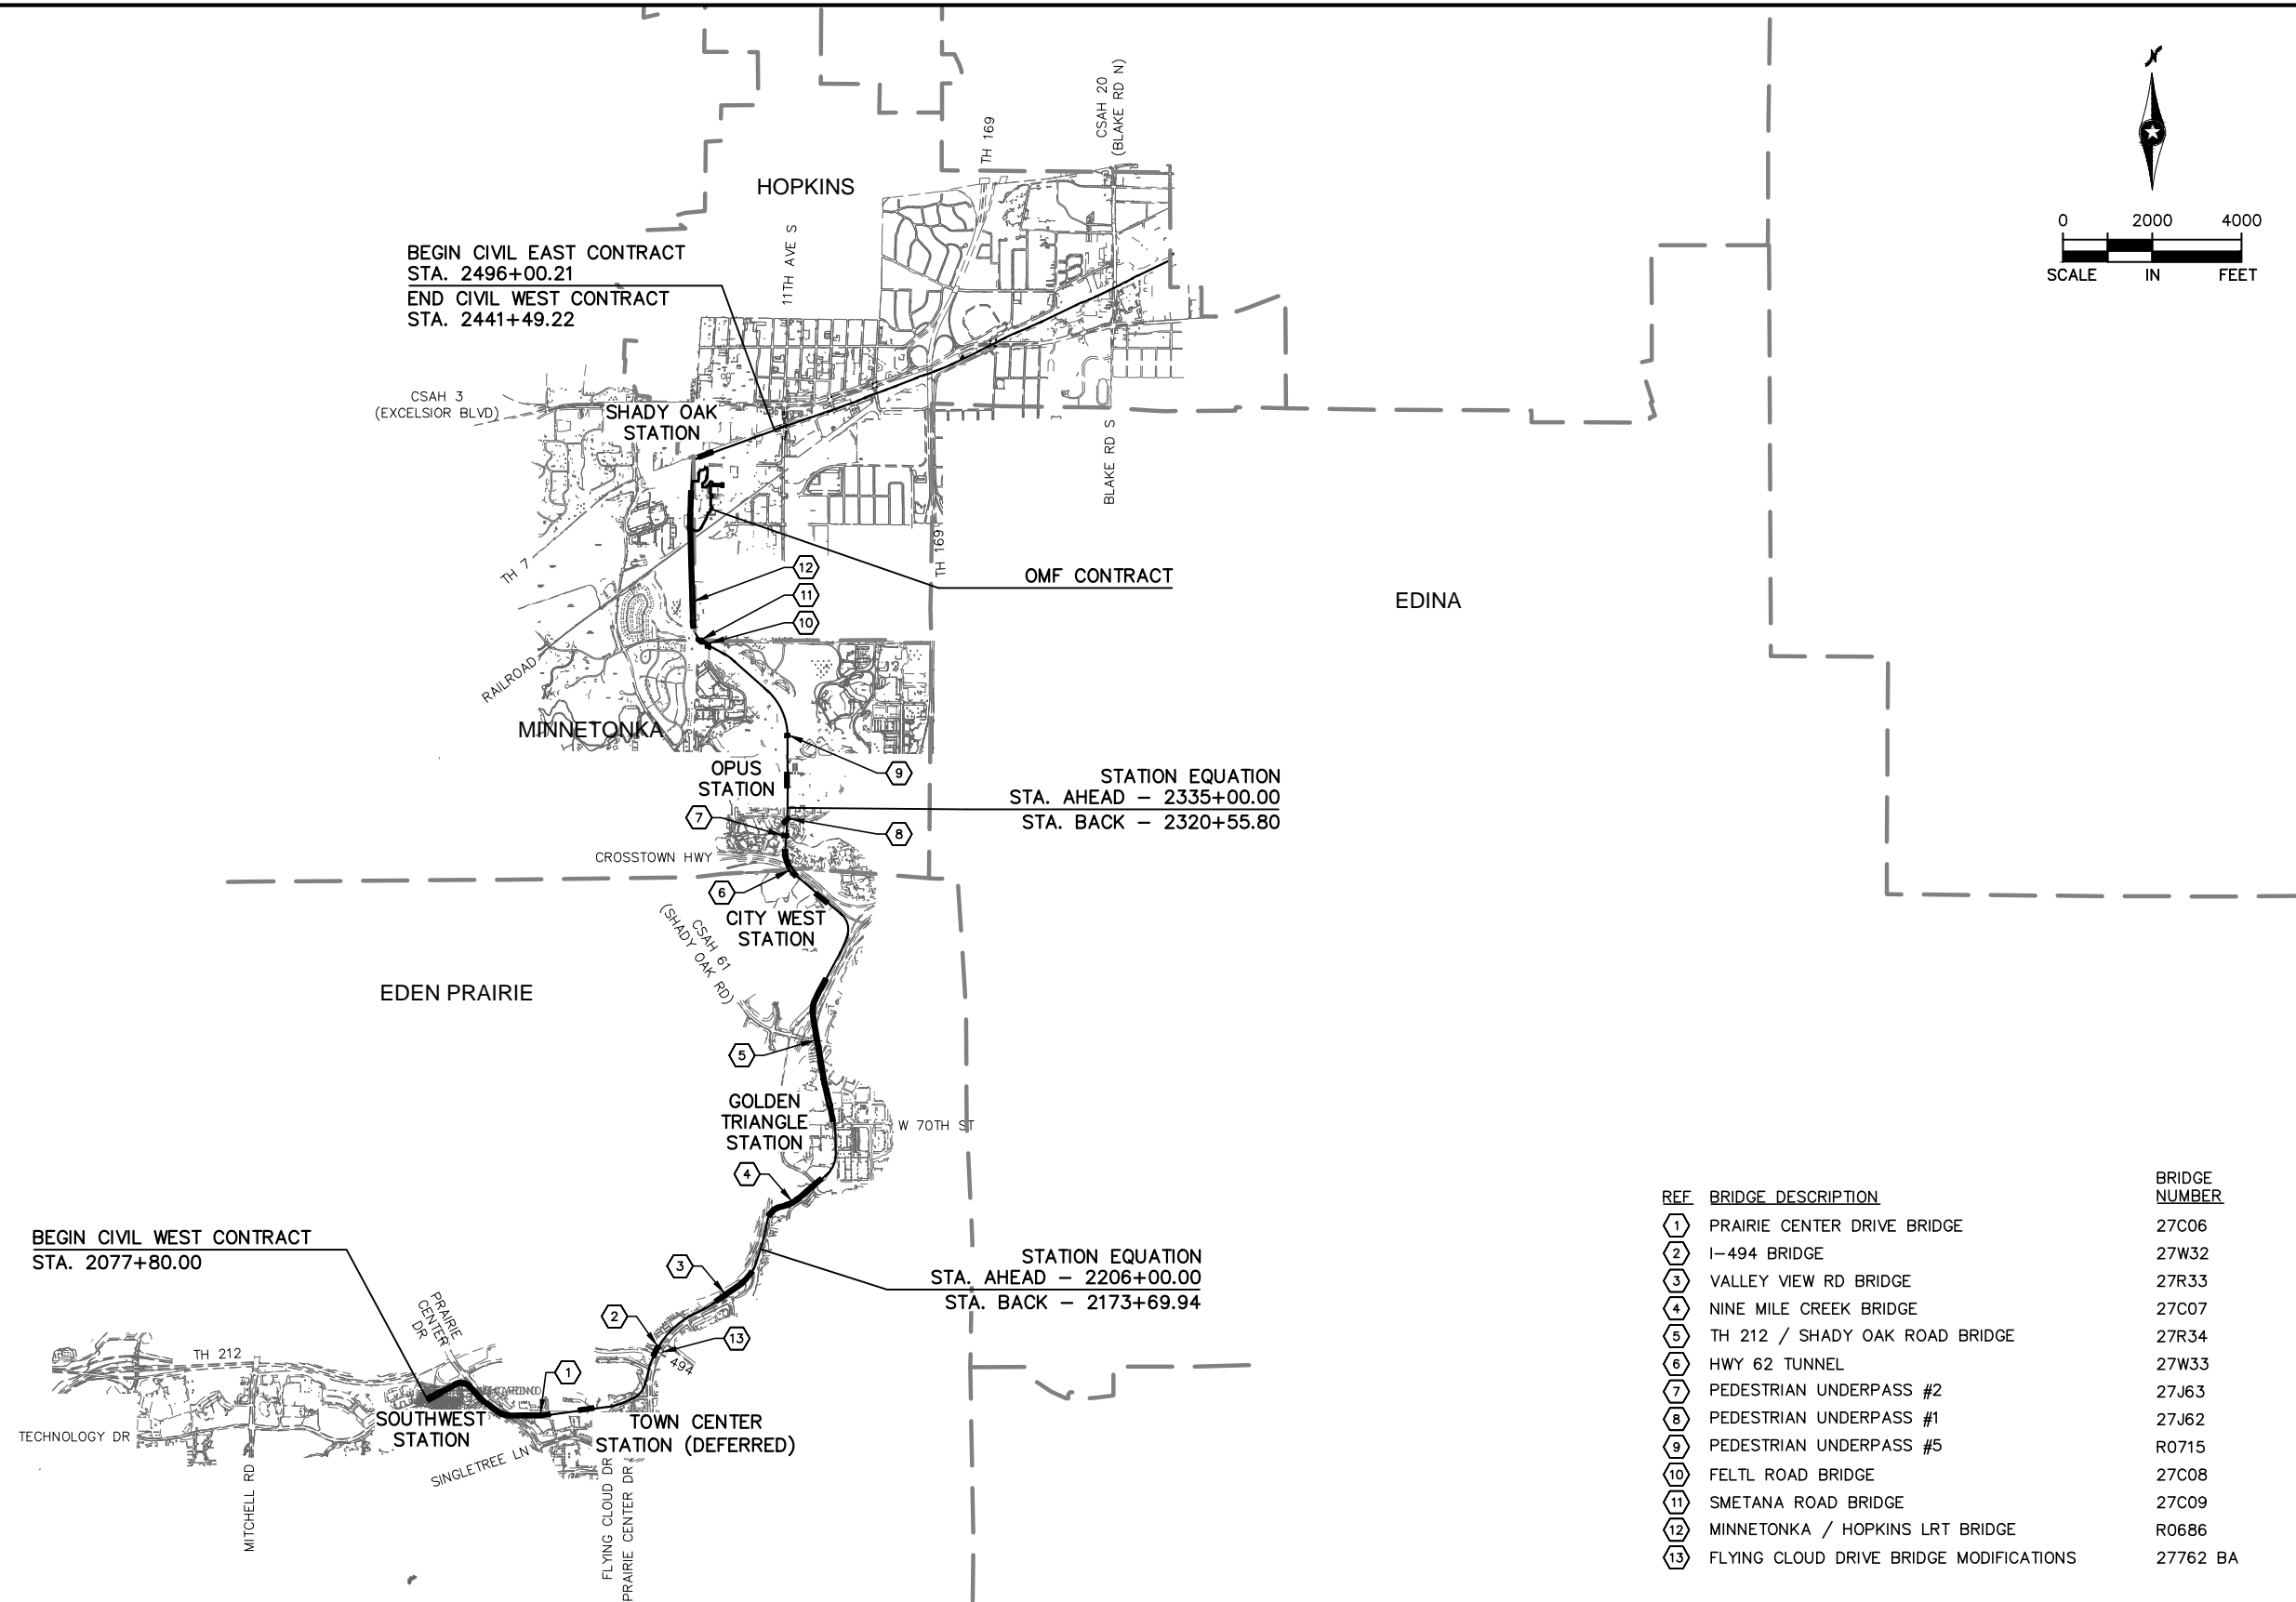 N
0 2000 4000
SCALE IN FEET
CSAH 20
(BLAKE RD N)
TH 169
HOPKINS
11TH AVE S
BEGIN CIVIL EAST CONTRACT
STA. 2496+00.21
END CIVIL WEST CONTRACT
STA. 2441+49.22
CSAH 3
(EXCELSIOR BLVD)
SHADY OAK
STATION
BLAKE RD S
TH 7
TH 169
12
OMF CONTRACT
11
10
EDINA
RAILROAD
MINNETONKA
OPUS
STATION
9
STATION EQUATION
STA. AHEAD – 2335+00.00
STA. BACK – 2320+55.80
7
8
CROSSTOWN HWY
6
CITY WEST
STATION
CSAH 61
(SHADY OAK RD)
EDEN PRAIRIE
5
GOLDEN
TRIANGLE
STATION
W 70TH ST
4
BEGIN CIVIL WEST CONTRACT
STA. 2077+80.00
3
STATION EQUATION
STA. AHEAD – 2206+00.00
STA. BACK – 2173+69.94
PRAIRIE
CENTER
DR
2
13
494
TH 212
1
SOUTHWEST
STATION
TOWN CENTER
STATION (DEFERRED)
TECHNOLOGY DR
SINGLETREE LN
MITCHELL RD
FLYING CLOUD DR
PRAIRIE CENTER DR
REF BRIDGE DESCRIPTION BRIDGE
NUMBER
1 PRAIRIE CENTER DRIVE BRIDGE 27C06
2 I-494 BRIDGE 27W32
3 VALLEY VIEW RD BRIDGE 27R33
4 NINE MILE CREEK BRIDGE 27C07
5 TH 212 / SHADY OAK ROAD BRIDGE 27R34
6 HWY 62 TUNNEL 27W33
7 PEDESTRIAN UNDERPASS #2 27J63
8 PEDESTRIAN UNDERPASS #1 27J62
9 PEDESTRIAN UNDERPASS #5 R0715
10 FELTL ROAD BRIDGE 27C08
11 SMETANA ROAD BRIDGE 27C09
12 MINNETONKA / HOPKINS LRT BRIDGE R0686
13 FLYING CLOUD DRIVE BRIDGE MODIFICATIONS 27762 BA